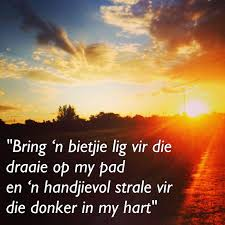 "Bring ‘n bietjie lig vir die
draaie op my pad
en ‘n handjievol strale vir
die donker in my hart"